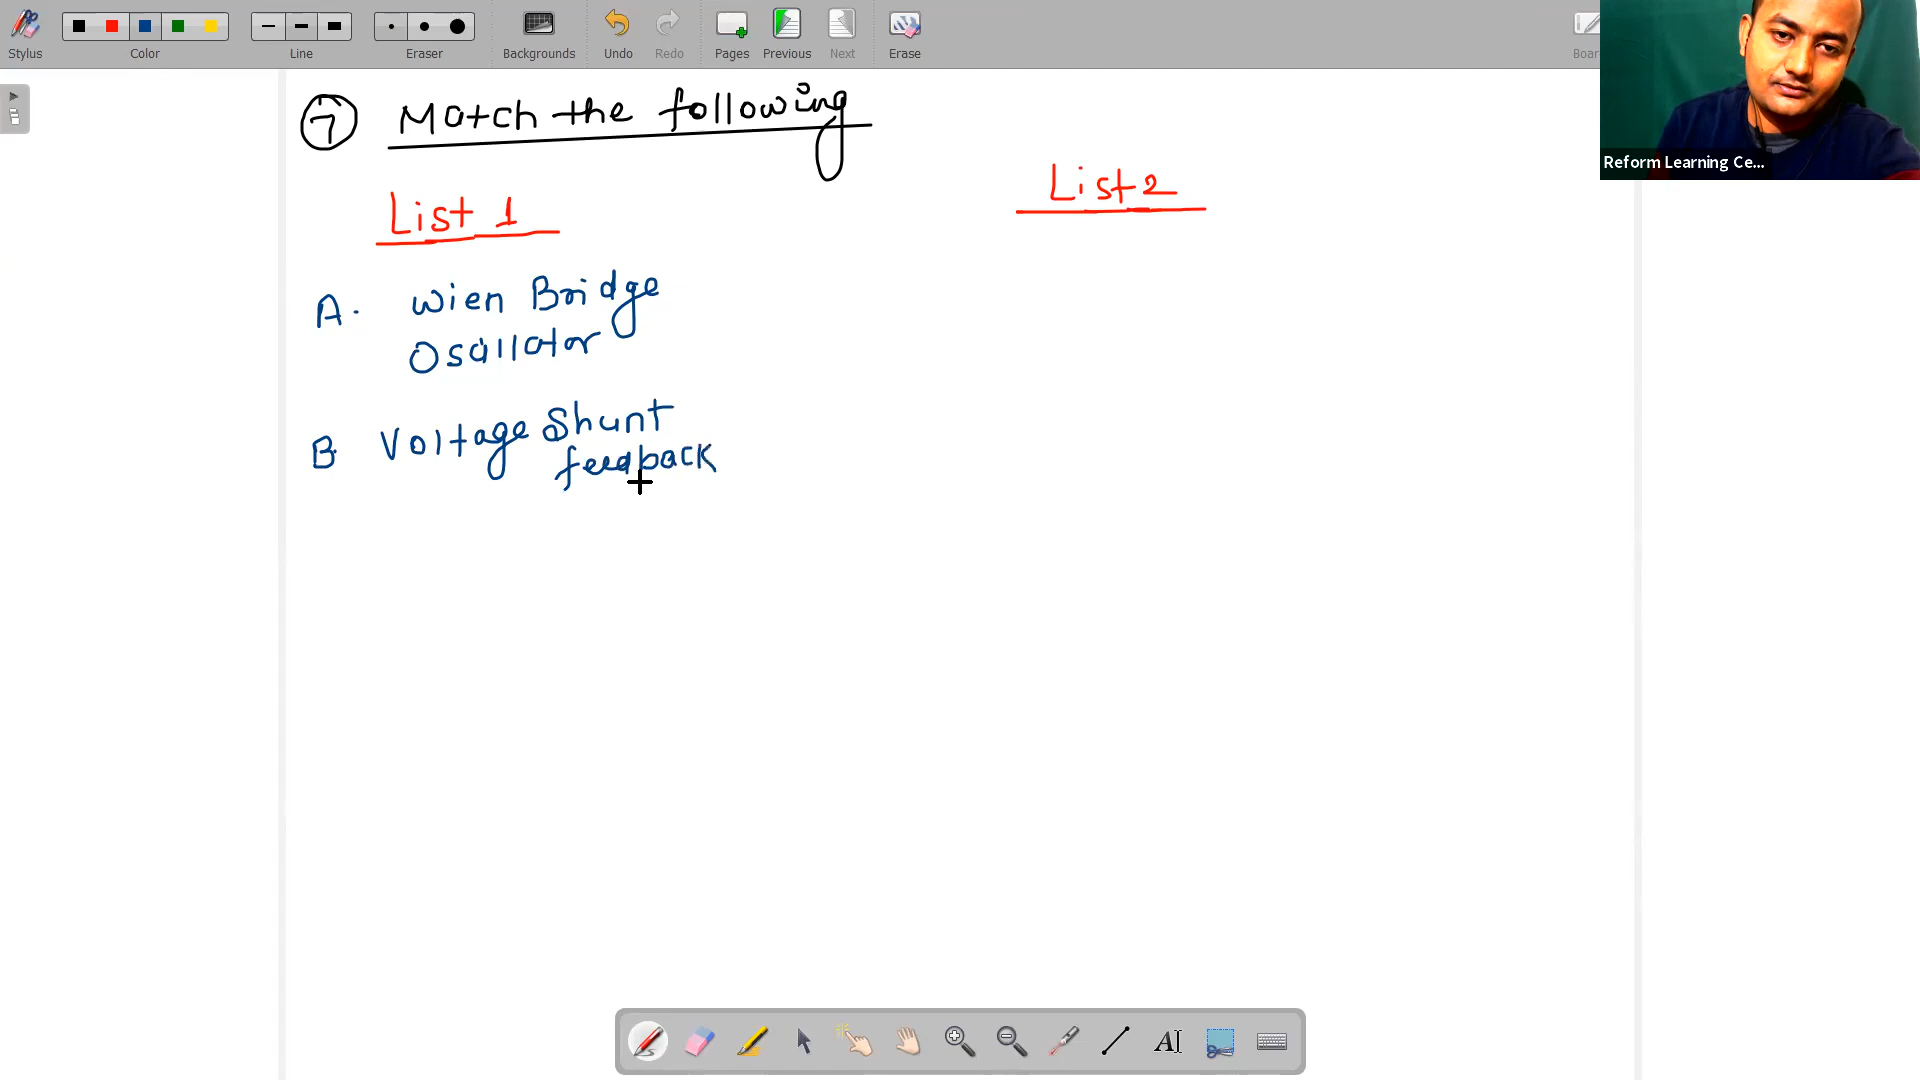 Stylus
Color
Line
Eraser
Backgrounds
Undo
Redo
Pages
Previous
Next
Erase
Boar
Reform Learning Ce...
7 Match the following
List 1
List 2
A. Wien Bridge
Oscillator
B. Voltage Shunt
feedback